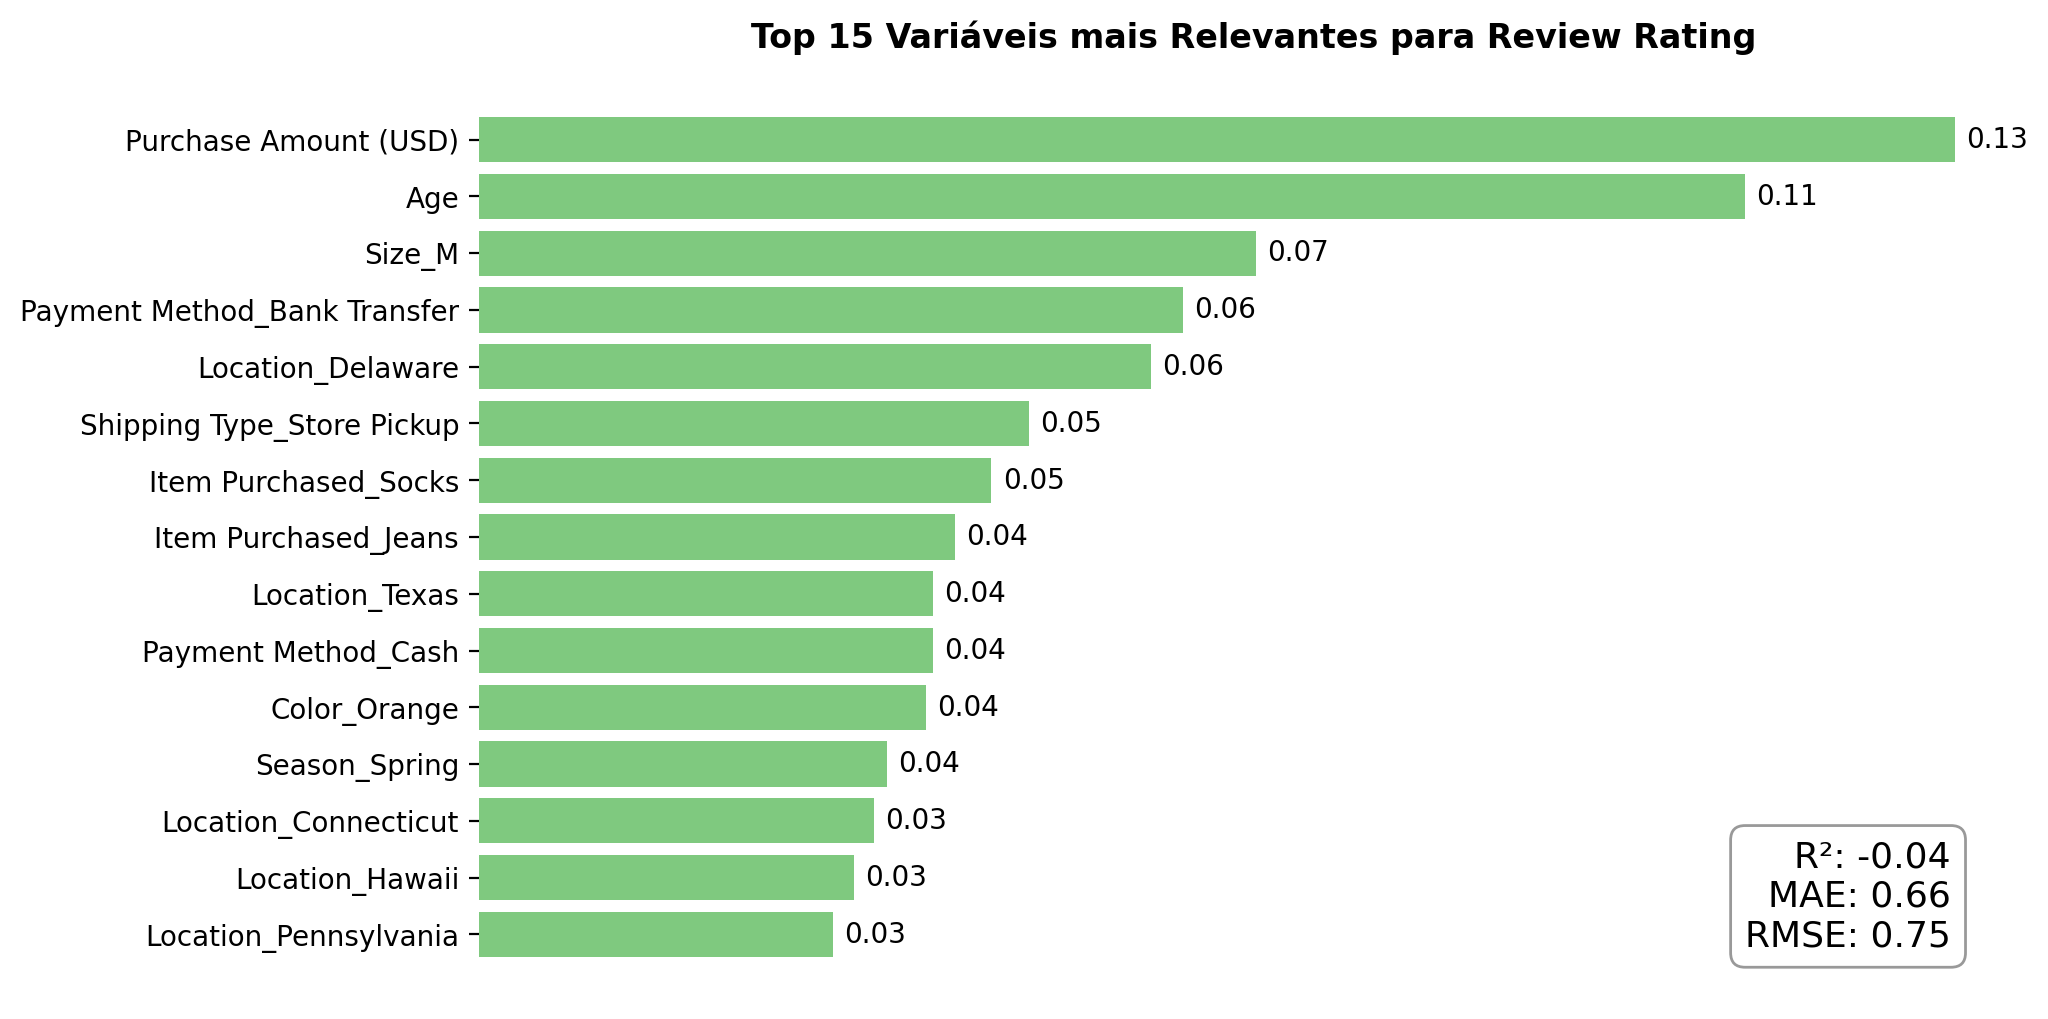 Top 15 Variáveis mais Relevantes para Review Rating
Purchase Amount (USD) 0.13
Age 0.11
Size_M 0.07
Payment Method_Bank Transfer 0.06
Location_Delaware 0.06
Shipping Type_Store Pickup 0.05
Item Purchased_Socks 0.05
Item Purchased_Jeans 0.04
Location_Texas 0.04
Payment Method_Cash 0.04
Color_Orange 0.04
Season_Spring 0.04
Location_Connecticut 0.03
Location_Hawaii 0.03
Location_Pennsylvania 0.03
R²: -0.04
MAE: 0.66
RMSE: 0.75